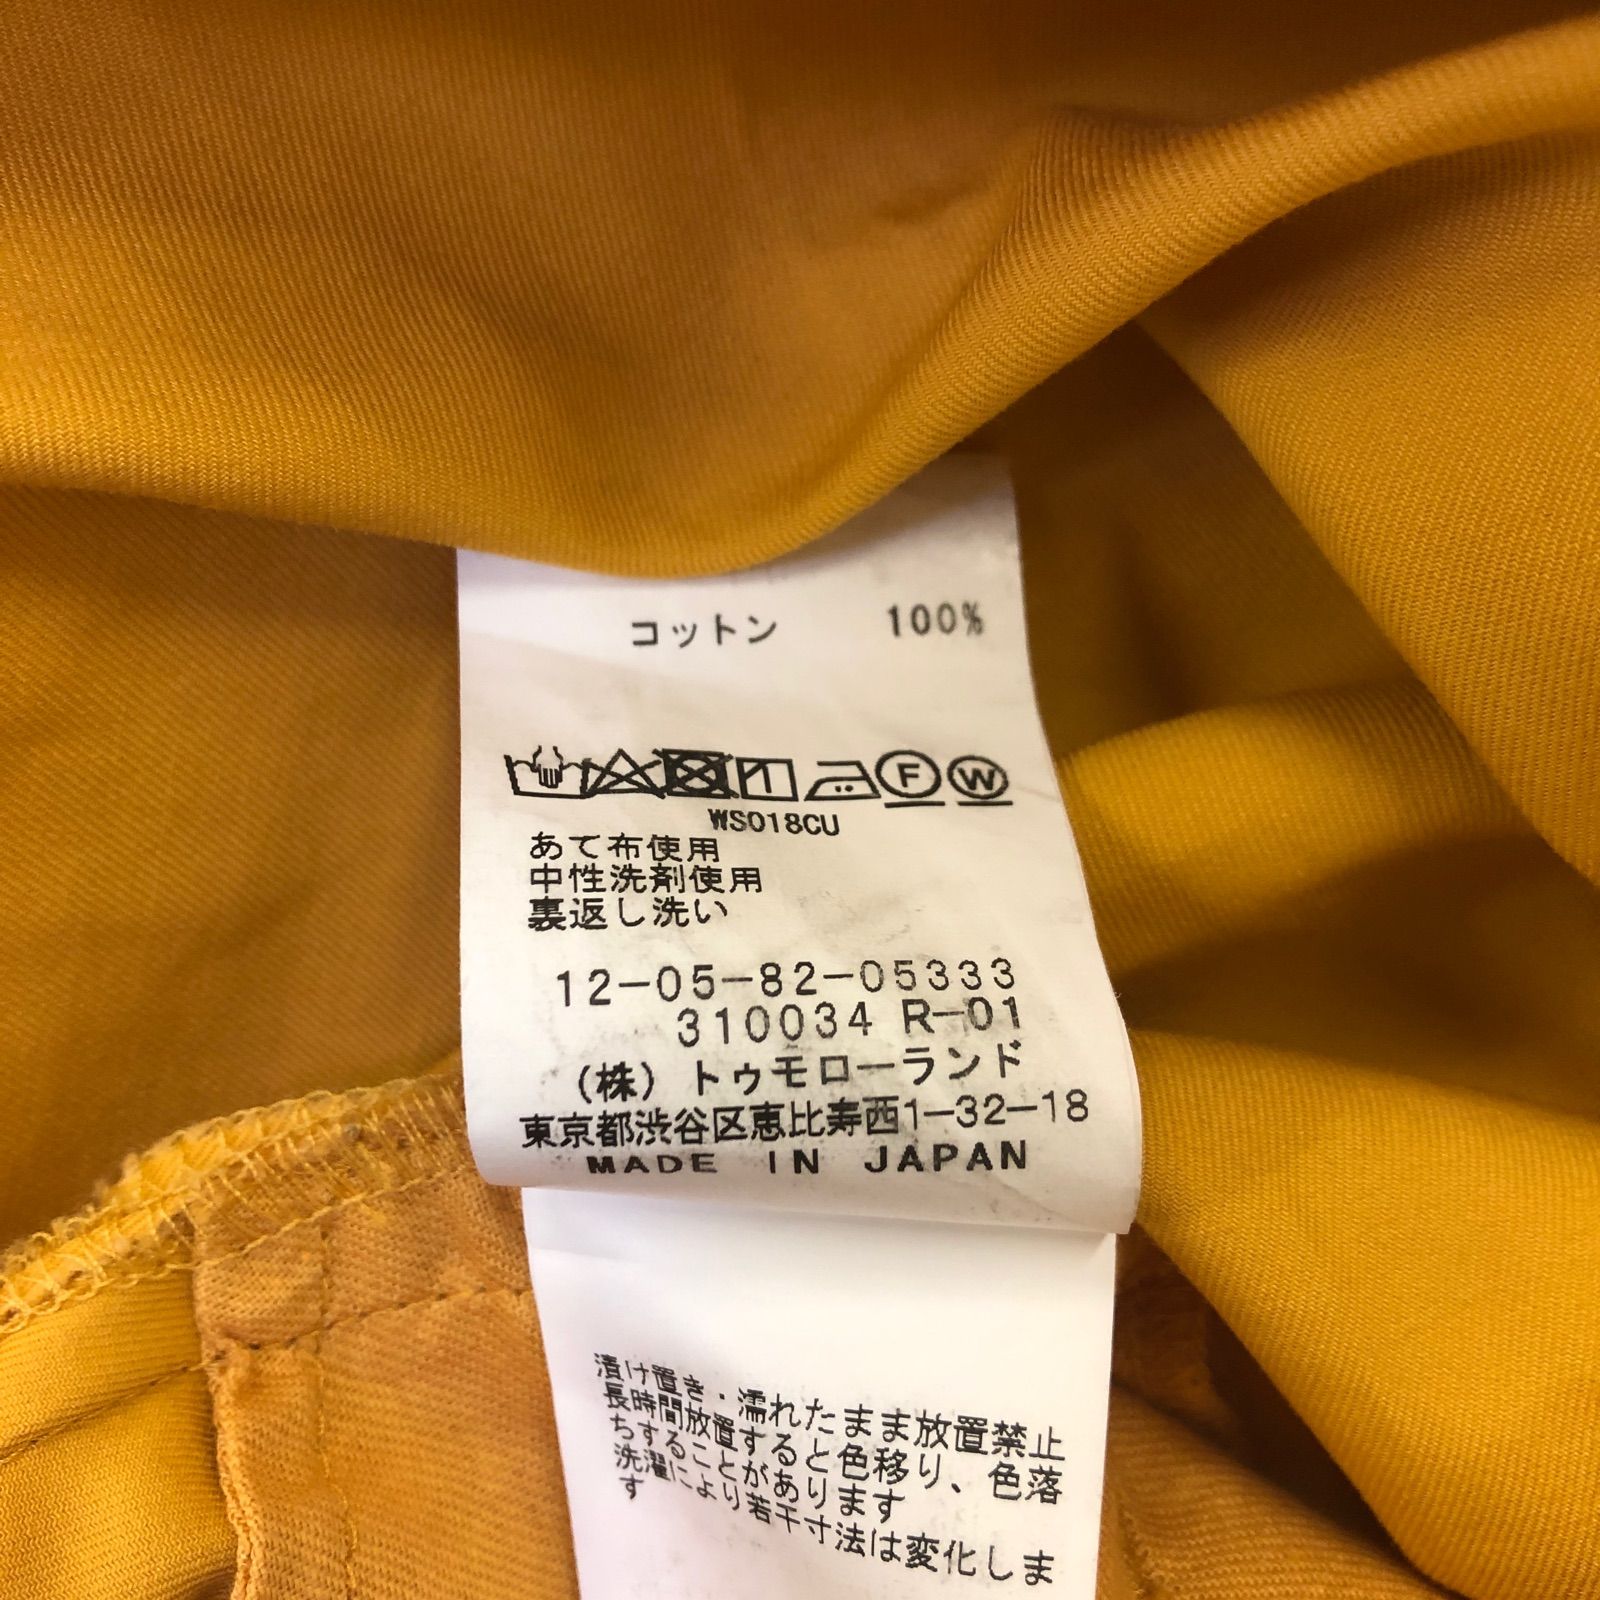 コットン 100%
F W
WS018CU
あて布使用
中性洗剤使用
裏返し洗い
12-05-82-05333
310034 R-01
(株) トゥモローランド
東京都渋谷区恵比寿西1-32-18
MADE IN JAPAN
漬け置き・濡れたまま放置禁止
長時間放置すると色移り、色落
ちすることがあります
洗濯により若干寸法は変化しま
す